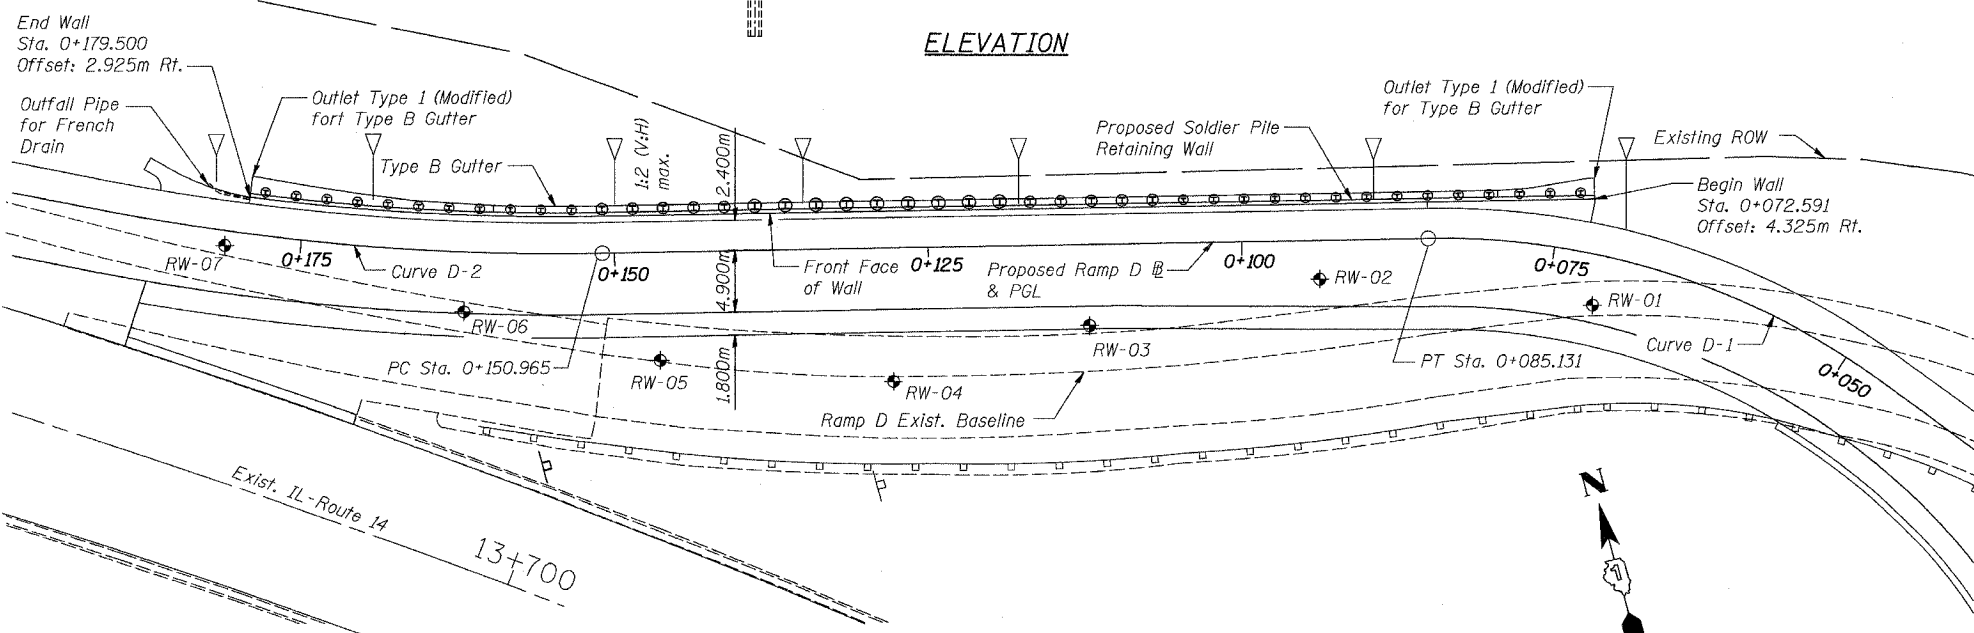 ELEVATION
End Wall
Sta. 0+179.500
Offset: 2.925m Rt.
Outfall Pipe
for French
Drain
Outlet Type 1 (Modified)
fort Type B Gutter
Type B Gutter
1:2 (V:H)
max.
2.400m
Proposed Soldier Pile
Retaining Wall
Outlet Type 1 (Modified)
for Type B Gutter
Existing ROW
Begin Wall
Sta. 0+072.591
Offset: 4.325m Rt.
RW-07
0+175
Curve D-2
0+150
4.900m
Front Face
of Wall
0+125
Proposed Ramp D ℄
& PGL
0+100
RW-02
0+075
RW-01
RW-06
PC Sta. 0+150.965
RW-05
1.800m
RW-04
RW-03
Ramp D Exist. Baseline
PT Sta. 0+085.131
Curve D-1
0+050
Exist. IL-Route 14
13+700
N
1